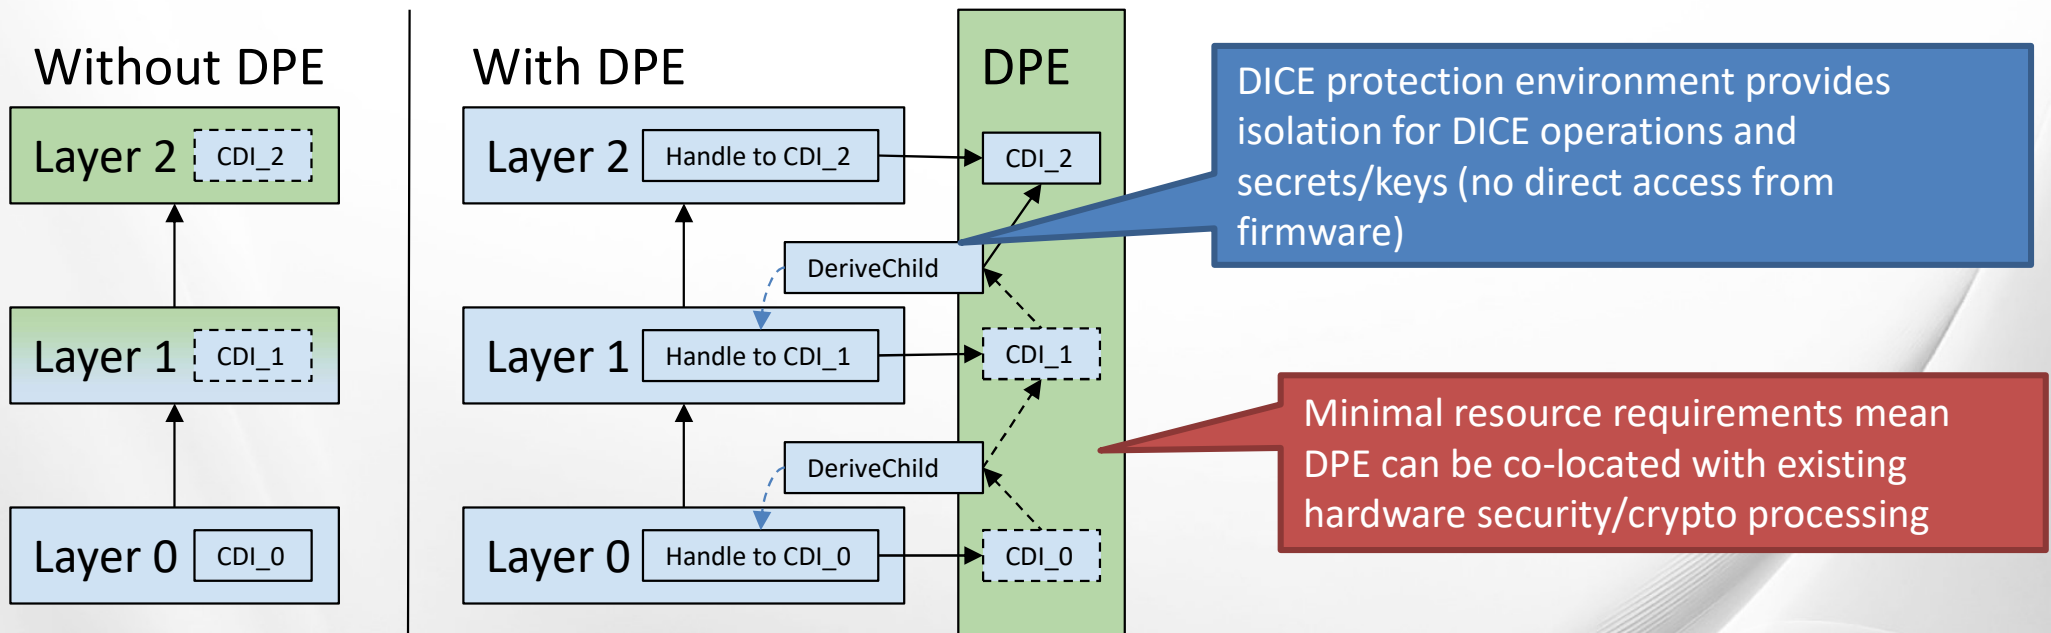 Without DPE
Layer 2
CDI_2
Layer 1
CDI_1
Layer 0
CDI_0
With DPE
DPE
Layer 2
Handle to CDI_2
CDI_2
DeriveChild
Layer 1
Handle to CDI_1
CDI_1
DeriveChild
Layer 0
Handle to CDI_0
CDI_0
DICE protection environment provides
isolation for DICE operations and
secrets/keys (no direct access from
firmware)
Minimal resource requirements mean
DPE can be co-located with existing
hardware security/crypto processing